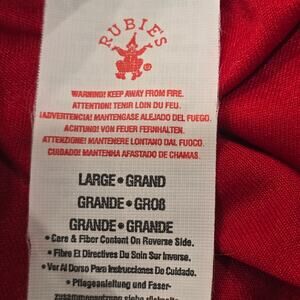 RUBIE'S
WARNING! KEEP AWAY FROM FIRE.
ATTENTION! TENIR LOIN DU FEU.
¡ADVERTENCIA! MANTENGASE ALEJADO DEL FUEGO.
ACHTUNG! VON FEUER FERNHALTEN.
ATTENZIONE! MANTENERE LONTANO DAL FUOCO.
CUIDADO! MANTENHA AFASTADO DE CHAMAS.
LARGE • GRAND
GRANDE • GROß
GRANDE • GRANDE
• Care & Fiber Content On Reverse Side.
• Fibre Et Directives Du Soin Sur Inverse.
• Ver Al Dorso Para Instrucciones De Cuidado.
• Pflegeanleitung und Faser-
zusammensetzung siehe rückseite